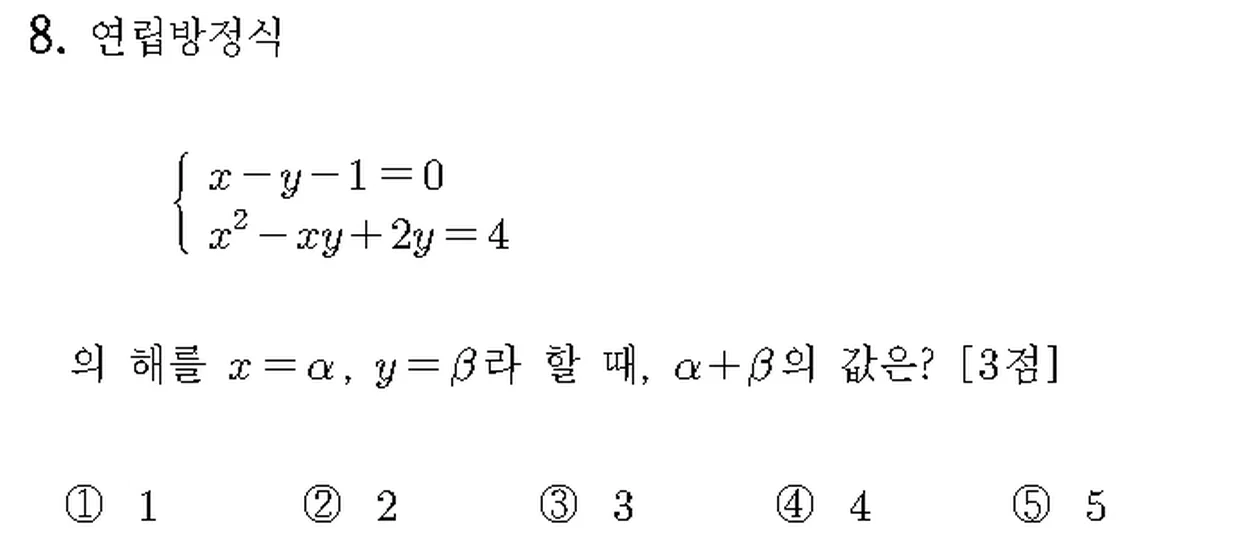 8. 연립방정식
x − y − 1 = 0
x² − xy + 2y = 4
의 해를 x = α, y = β라 할 때, α+β의 값은? [3점]
① 1 ② 2 ③ 3 ④ 4 ⑤ 5